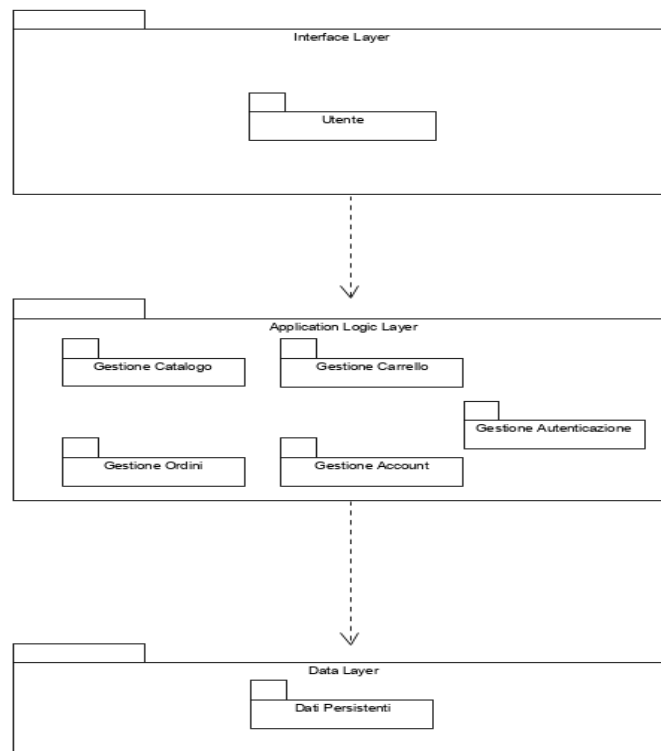 Interface Layer
Utente
Application Logic Layer
Gestione Catalogo
Gestione Carrello
Gestione Autenticazione
Gestione Ordini
Gestione Account
Data Layer
Dati Persistenti